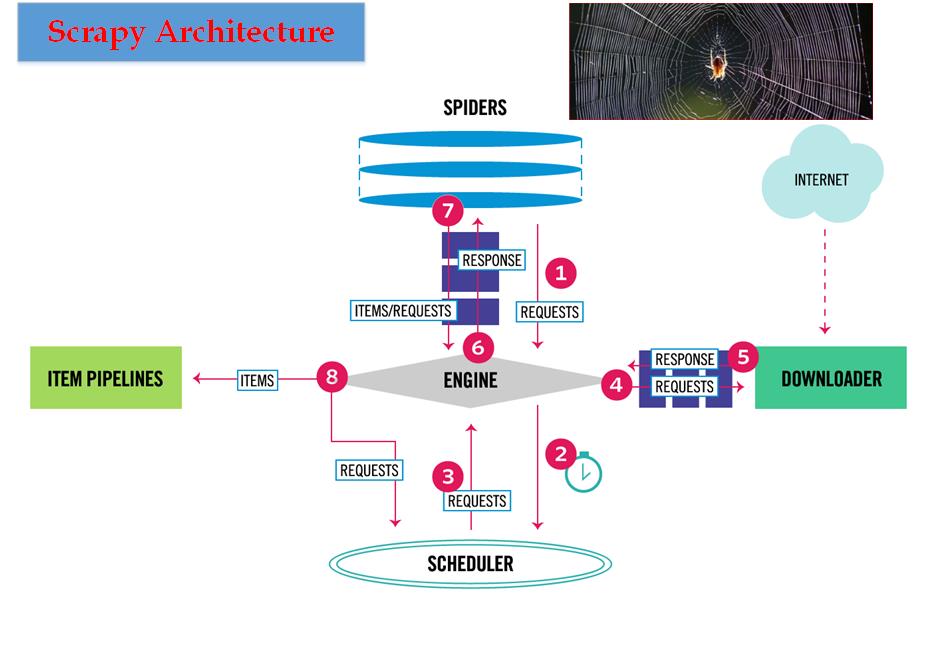 Scrapy Architecture
SPIDERS
INTERNET
7
RESPONSE
1
ITEMS/REQUESTS
REQUESTS
6
RESPONSE
5
ITEM PIPELINES
ITEMS
8
ENGINE
4
REQUESTS
DOWNLOADER
2
REQUESTS
3
REQUESTS
SCHEDULER